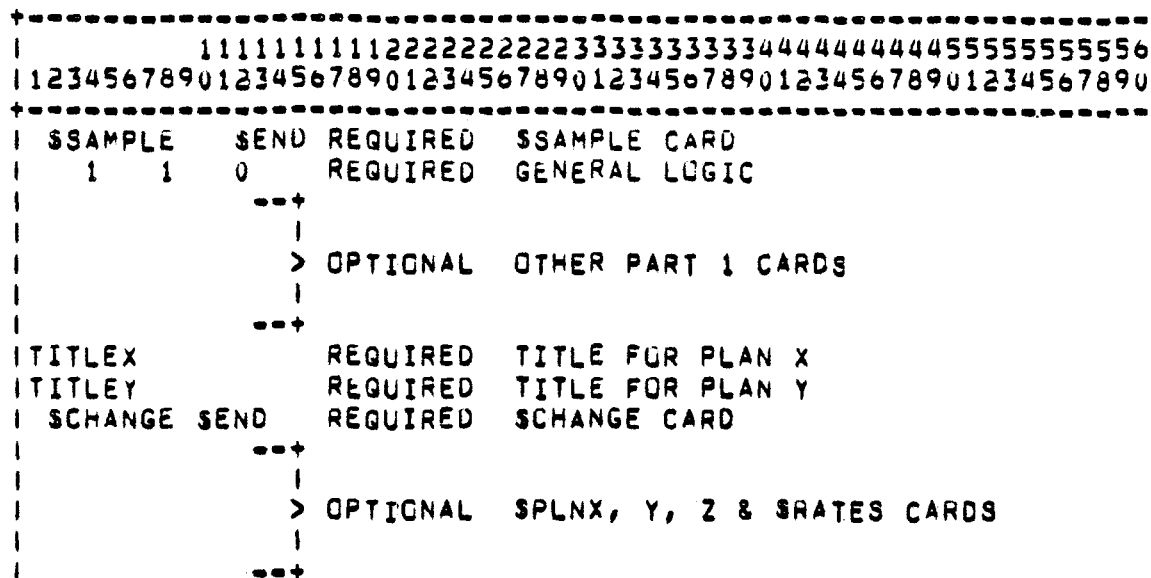 +-------------------------------------------------------------
|           111111111122222222223333333333444444444455555555556
|123456789012345678901234567890123456789012345678901234567890
+-------------------------------------------------------------
|  $SAMPLE    $END REQUIRED  $SAMPLE CARD
|    1    1    0     REQUIRED  GENERAL LOGIC
|               --+
|                 |
|                 > OPTIONAL  OTHER PART 1 CARDS
|                 |
|               --+
|TITLEX            REQUIRED  TITLE FOR PLAN X
|TITLEY            REQUIRED  TITLE FOR PLAN Y
|  $CHANGE $END    REQUIRED  $CHANGE CARD
|               --+
|                 |
|                 > OPTIONAL  $PLNX, Y, Z & $RATES CARDS
|                 |
|               --+